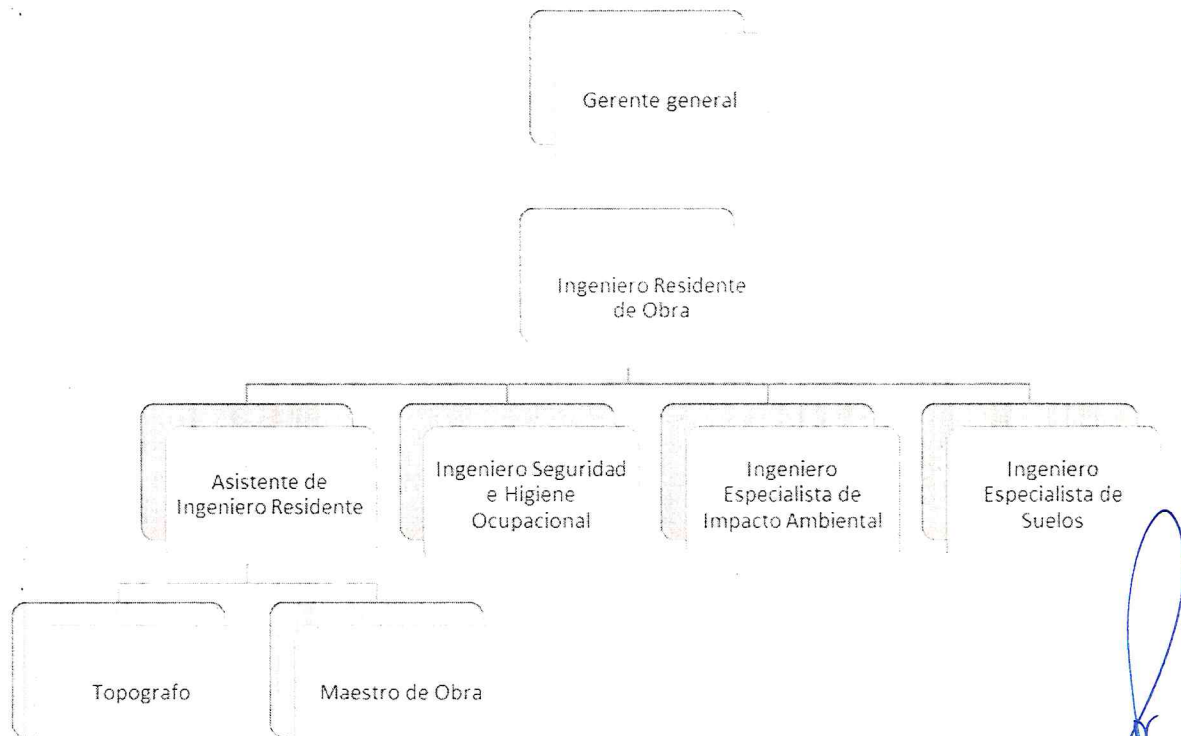 Gerente general
Ingeniero Residente
de Obra
Asistente de
Ingeniero Residente
Ingeniero Seguridad
e Higiene
Ocupacional
Ingeniero
Especialista de
Impacto Ambiental
Ingeniero
Especialista de
Suelos
Topografo
Maestro de Obra